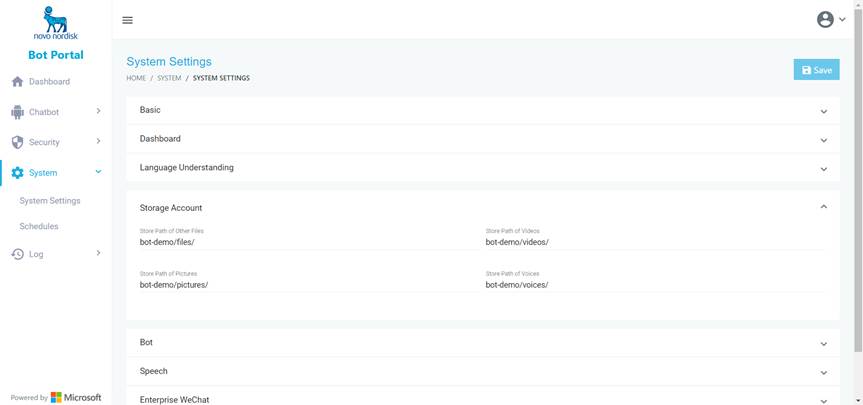 novo nordisk
Bot Portal
Dashboard
Chatbot
Security
System
System Settings
Schedules
Log
Powered by Microsoft
System Settings
HOME / SYSTEM / SYSTEM SETTINGS
Save
Basic
Dashboard
Language Understanding
Storage Account
Store Path of Other Files
bot-demo/files/
Store Path of Videos
bot-demo/videos/
Store Path of Pictures
bot-demo/pictures/
Store Path of Voices
bot-demo/voices/
Bot
Speech
Enterprise WeChat